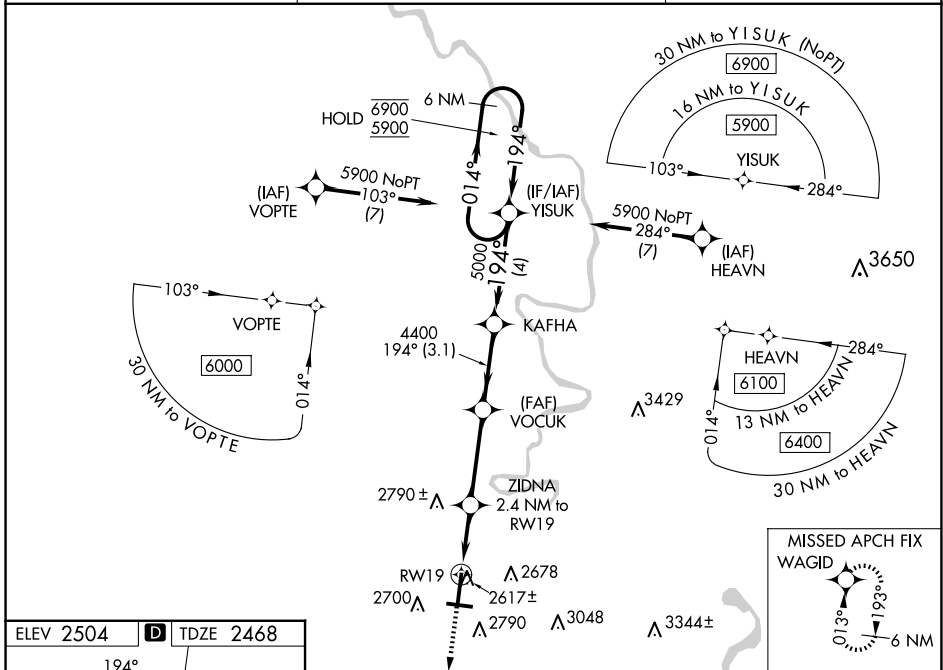 30 NM to YISUK (NoPT)
6900
16 NM to YISUK
5900
YISUK
103°
284°
HOLD
6900
5900
6 NM
014°
194°
(IAF)
VOPTE
5900 NoPT
103°
(7)
(IF/IAF)
YISUK
5900 NoPT
284°
(7)
(IAF)
HEAVN
3650
5000
194°
(4)
KAFHA
4400
194° (3.1)
(FAF)
VOCUK
103°
VOPTE
6000
014°
30 NM to VOPTE
HEAVN
284°
6100
13 NM to HEAVN
014°
6400
30 NM to HEAVN
3429
2790 ±
ZIDNA
2.4 NM to
RW19
RW19
2678
2617±
2700
2790
3048
3344±
MISSED APCH FIX
WAGID
013°
193°
6 NM
ELEV 2504
D
TDZE 2468
194°